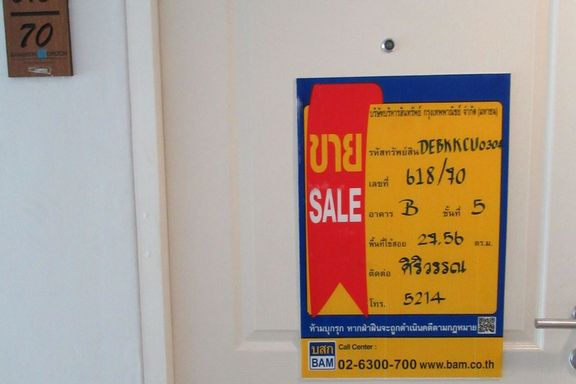 70
ขาย
SALE
บริษัทบริหารสินทรัพย์ กรุงเทพพาณิชย์ จำกัด (มหาชน)
รหัสทรัพย์สิน DEBKKCU0304
เลขที่ 618/70
อาคาร B ชั้นที่ 5
พื้นที่ใช้สอย 27.56 ตร.ม.
ติดต่อ ศิริวรรณ
โทร. 5214
ห้ามบุกรุก หากฝ่าฝืนจะถูกดำเนินคดีตามกฎหมาย
บสก
BAM
Call Center :
02-6300-700 www.bam.co.th